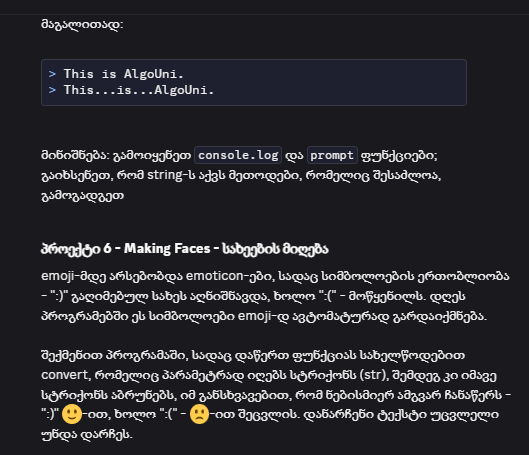 მაგალითად:
> This is AlgoUni.
> This...is...AlgoUni.
მინიშნება: გამოიყენეთ console.log და prompt ფუნქციები;
გაიხსენეთ, რომ string-ს აქვს მეთოდები, რომელიც შესაძლოა,
გამოგადგეთ
პროექტი 6 - Making Faces - სახეების მიღება
emoji-მდე არსებობდა emoticon-ები, სადაც სიმბოლოების ერთობლიობა
- ":)" გაღიმებულ სახეს აღნიშნავდა, ხოლო ":(" - მოწყენილს. დღეს
პროგრამებში ეს სიმბოლოები emoji-დ ავტომატურად გარდაიქმნება.
შექმენით პროგრამა, სადაც დაწერთ ფუნქციას სახელწოდებით
convert, რომელიც პარამეტრად იღებს სტრიქონს (str), შემდეგ კი იმავე
სტრიქონს აბრუნებს, იმ განსხვავებით, რომ ნებისმიერ ამგვარ ჩანაწერს -
":)" 🙂-ით, ხოლო ":(" - 🙁-ით შეცვლის. დანარჩენი ტექსტი უცვლელი
უნდა დარჩეს.